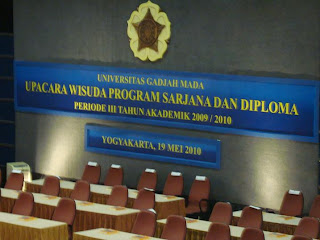 UNIVERSITAS GADJAH MADA
UPACARA WISUDA PROGRAM SARJANA DAN DIPLOMA
PERIODE III TAHUN AKADEMIK 2009 / 2010
YOGYAKARTA, 19 MEI 2010